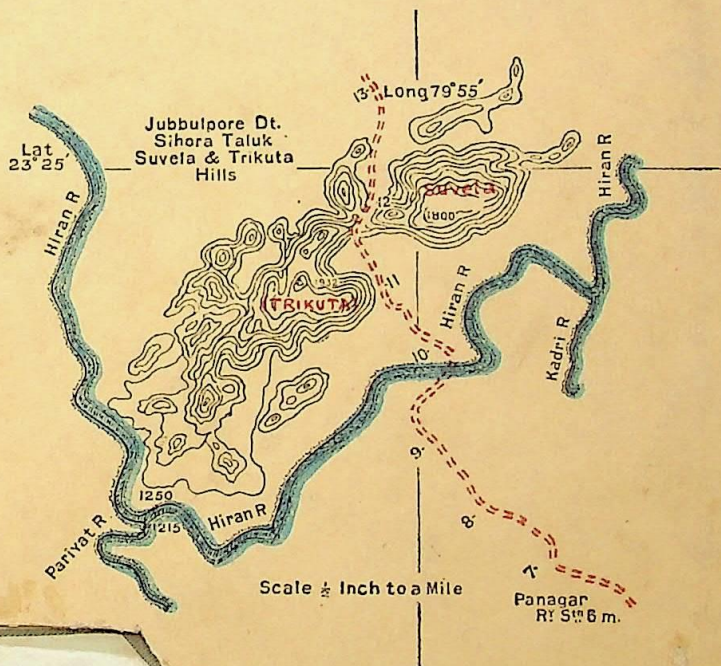 13.
Long 79° 55′
Jubbulpore Dt.
Sihora Taluk
Suvela & Trikuta
Hills
Lat
23° 25′
Hiran R
Hiran R
12
Suvela
1800
11
(TRIKUTA)
Hiran R
10.
Kadri R
9.
1250
1215
Hiran R
8.
Parivat R
7.
Scale ½ Inch to a Mile
Panagar
Rʸ Stⁿ 6 m.